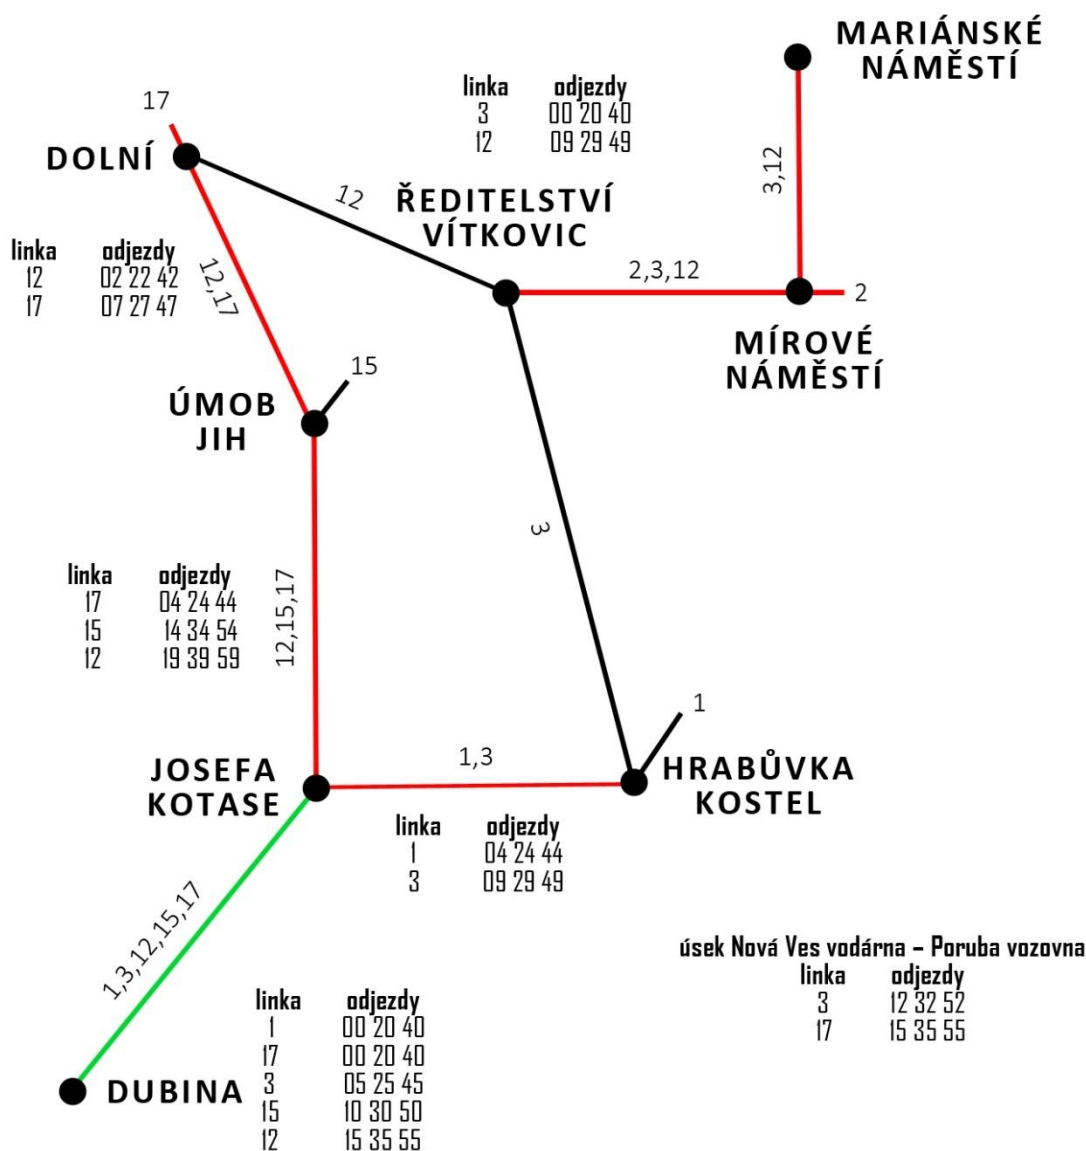 MARIÁNSKÉ
NÁMĚSTÍ
linka odjezdy
3 00 20 40
12 09 29 49
17
DOLNÍ
3,12
12
ŘEDITELSTVÍ
VÍTKOVIC
linka odjezdy
12 02 22 42
17 07 27 47
12,17
2,3,12
2
MÍROVÉ
NÁMĚSTÍ
15
ÚMOB
JIH
3
linka odjezdy
17 04 24 44
15 14 34 54
12 19 39 59
12,15,17
1
JOSEFA
KOTASE
1,3
HRABŮVKA
KOSTEL
linka odjezdy
1 04 24 44
3 09 29 49
1,3,12,15,17
úsek Nová Ves vodárna – Poruba vozovna
linka odjezdy
3 12 32 52
17 15 35 55
DUBINA
linka odjezdy
1 00 20 40
17 00 20 40
3 05 25 45
15 10 30 50
12 15 35 55